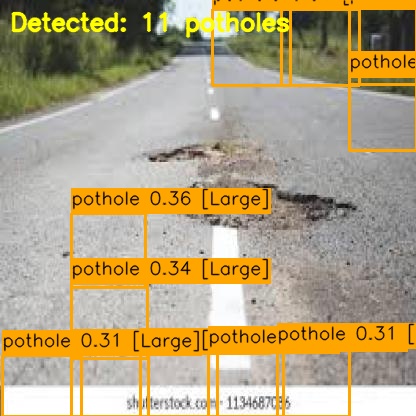 Detected: 11 potholes
pothole
pothole 0.36 [Large]
pothole 0.34 [Large]
pothole 0.31 [Large][
pothole
pothole 0.31 [
shutterstock.com · 1134687036